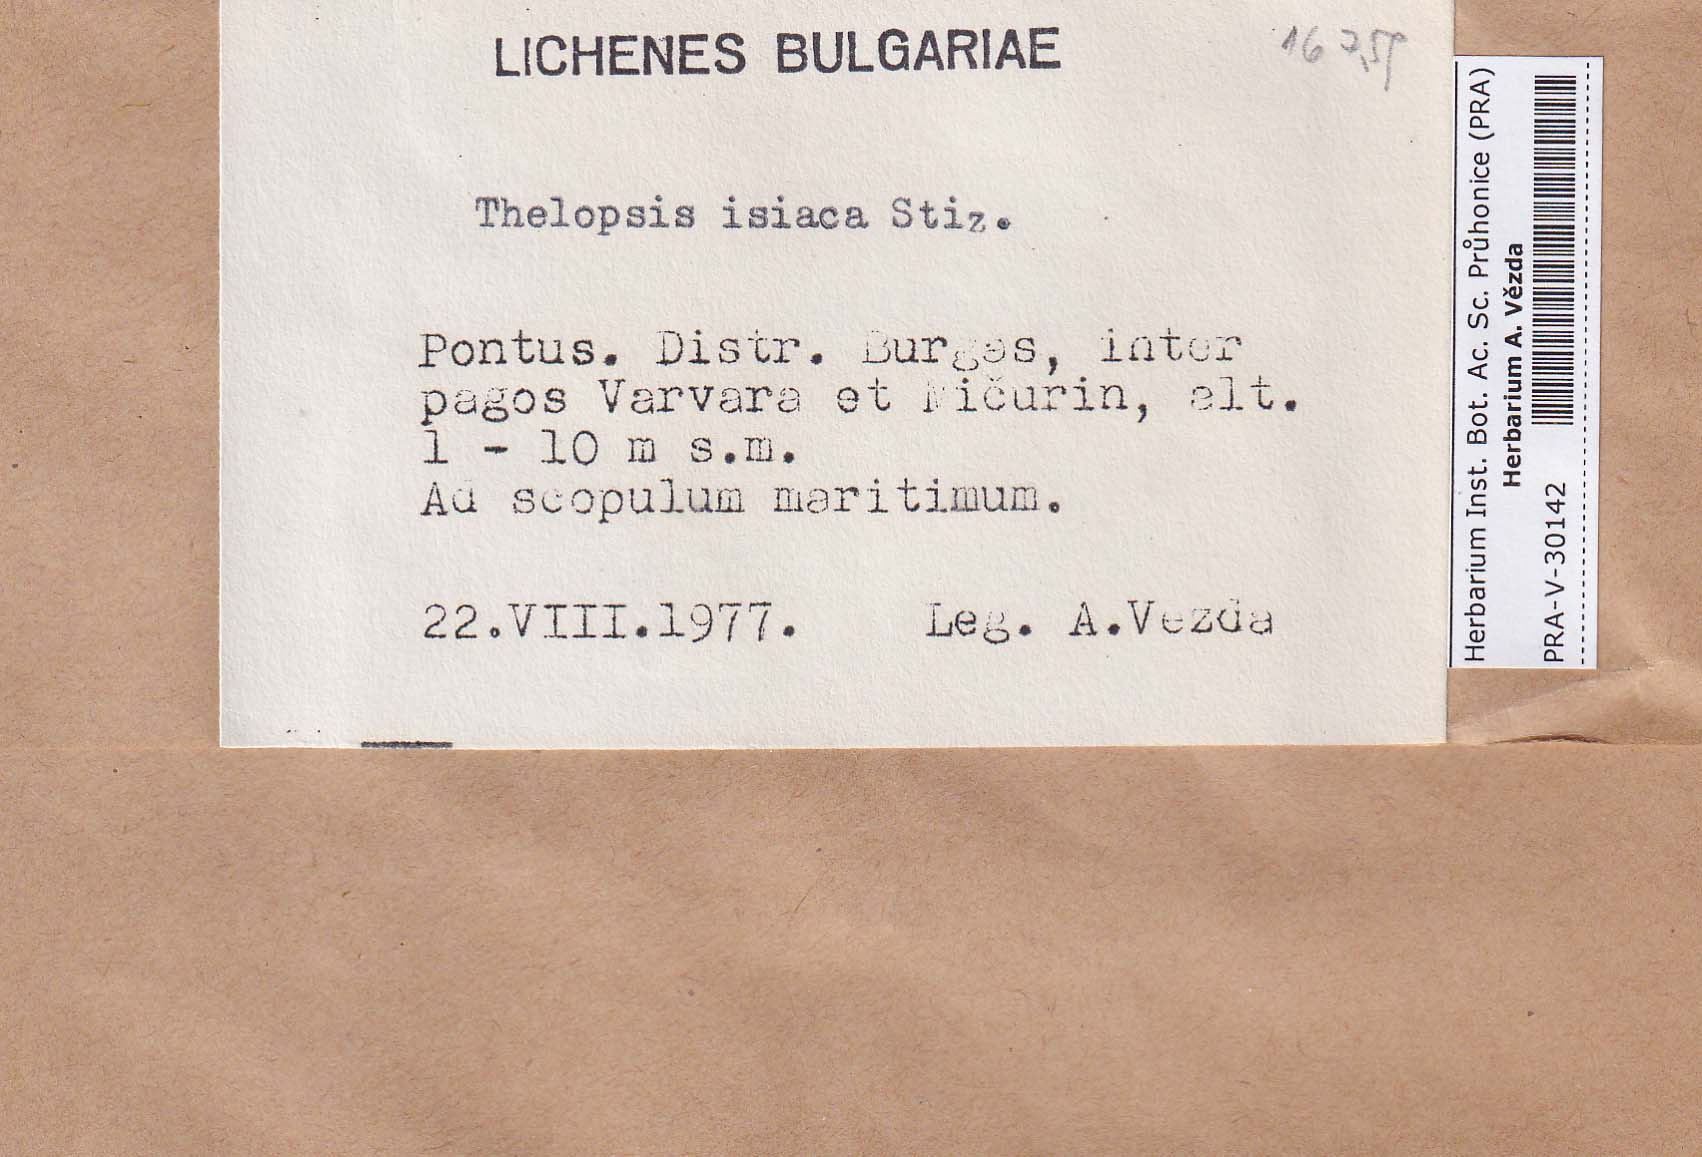 LICHENES BULGARIAE
Thelopsis isiaca Stiz.
Pontus. Distr. Burgas, inter
pagos Varvara et Mičurin, alt.
1 - 10 m s.m.
Ad scopulum maritimum.
22.VIII.1977. Leg. A.Vezda
Herbarium Inst. Bot. Ac. Sc. Průhonice (PRA)
Herbarium A. Vězda
PRA-V-30142